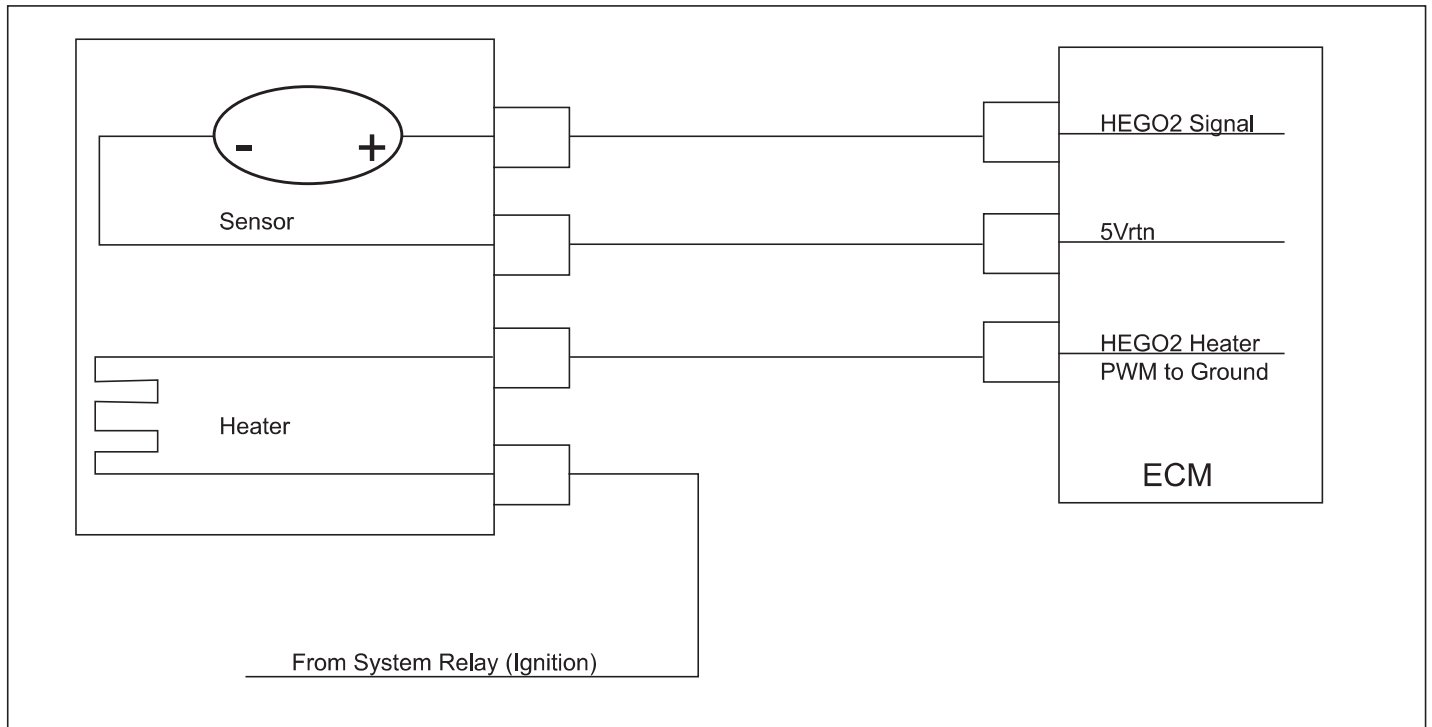 HEGO2 Signal
- +
Sensor
5Vrtn
HEGO2 Heater
PWM to Ground
Heater
ECM
From System Relay (Ignition)